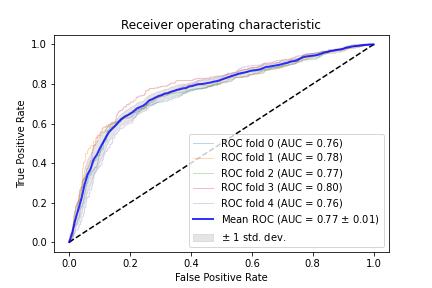 Receiver operating characteristic
True Positive Rate
1.0
0.8
0.6
0.4
0.2
0.0
ROC fold 0 (AUC = 0.76)
ROC fold 1 (AUC = 0.78)
ROC fold 2 (AUC = 0.77)
ROC fold 3 (AUC = 0.80)
ROC fold 4 (AUC = 0.76)
Mean ROC (AUC = 0.77 ± 0.01)
± 1 std. dev.
0.0 0.2 0.4 0.6 0.8 1.0
False Positive Rate